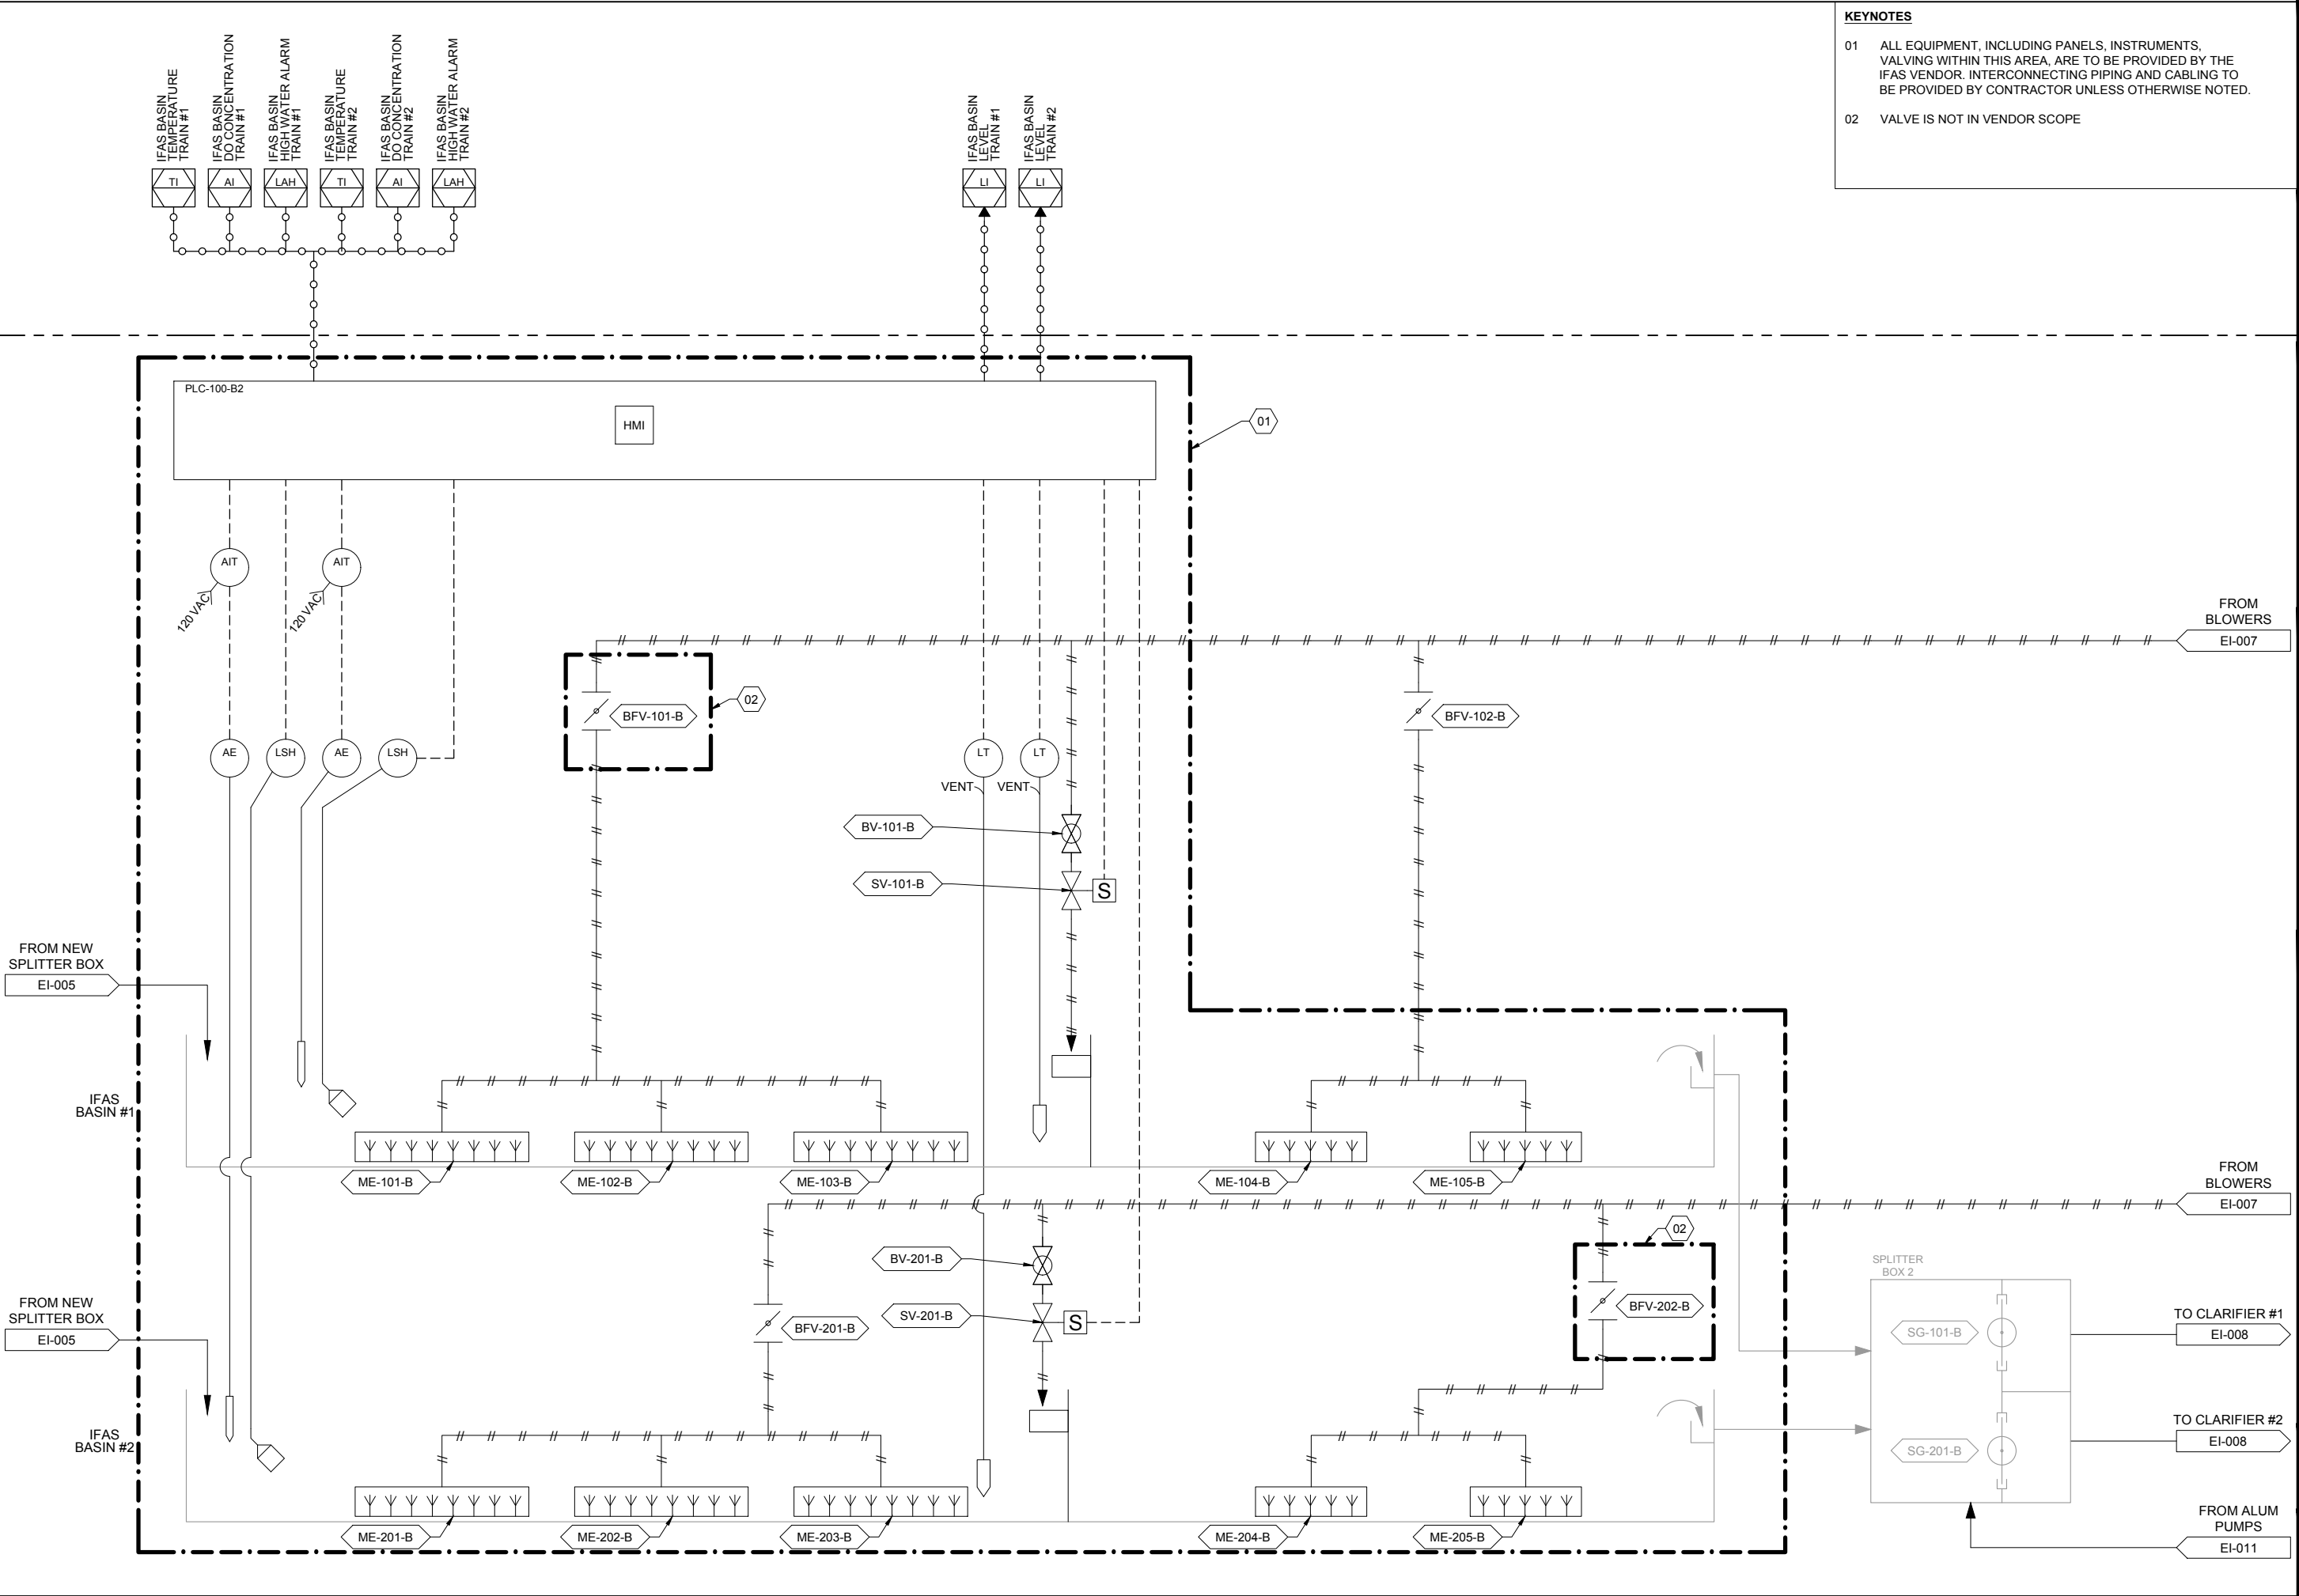 KEYNOTES
01 ALL EQUIPMENT, INCLUDING PANELS, INSTRUMENTS,
VALVING WITHIN THIS AREA, ARE TO BE PROVIDED BY THE
IFAS VENDOR. INTERCONNECTING PIPING AND CABLING TO
BE PROVIDED BY CONTRACTOR UNLESS OTHERWISE NOTED.
02 VALVE IS NOT IN VENDOR SCOPE
IFAS BASIN
TEMPERATURE
TRAIN #1
IFAS BASIN
DO CONCENTRATION
TRAIN #1
IFAS BASIN
HIGH WATER ALARM
TRAIN #1
IFAS BASIN
TEMPERATURE
TRAIN #2
IFAS BASIN
DO CONCENTRATION
TRAIN #2
IFAS BASIN
HIGH WATER ALARM
TRAIN #2
IFAS BASIN
LEVEL
TRAIN #1
IFAS BASIN
LEVEL
TRAIN #2
TI
AI
LAH
TI
AI
LAH
LI
LI
PLC-100-B2
HMI
01
AIT
AIT
120 VAC
120 VAC
FROM
BLOWERS
EI-007
02
BFV-101-B
BFV-102-B
AE
LSH
AE
LSH
LT
LT
VENT
VENT
BV-101-B
SV-101-B
S
FROM NEW
SPLITTER BOX
EI-005
IFAS
BASIN #1
ME-101-B
ME-102-B
ME-103-B
ME-104-B
ME-105-B
FROM
BLOWERS
EI-007
02
BV-201-B
SV-201-B
S
BFV-201-B
BFV-202-B
SPLITTER
BOX 2
SG-101-B
SG-201-B
TO CLARIFIER #1
EI-008
TO CLARIFIER #2
EI-008
FROM NEW
SPLITTER BOX
EI-005
IFAS
BASIN #2
ME-201-B
ME-202-B
ME-203-B
ME-204-B
ME-205-B
FROM ALUM
PUMPS
EI-011